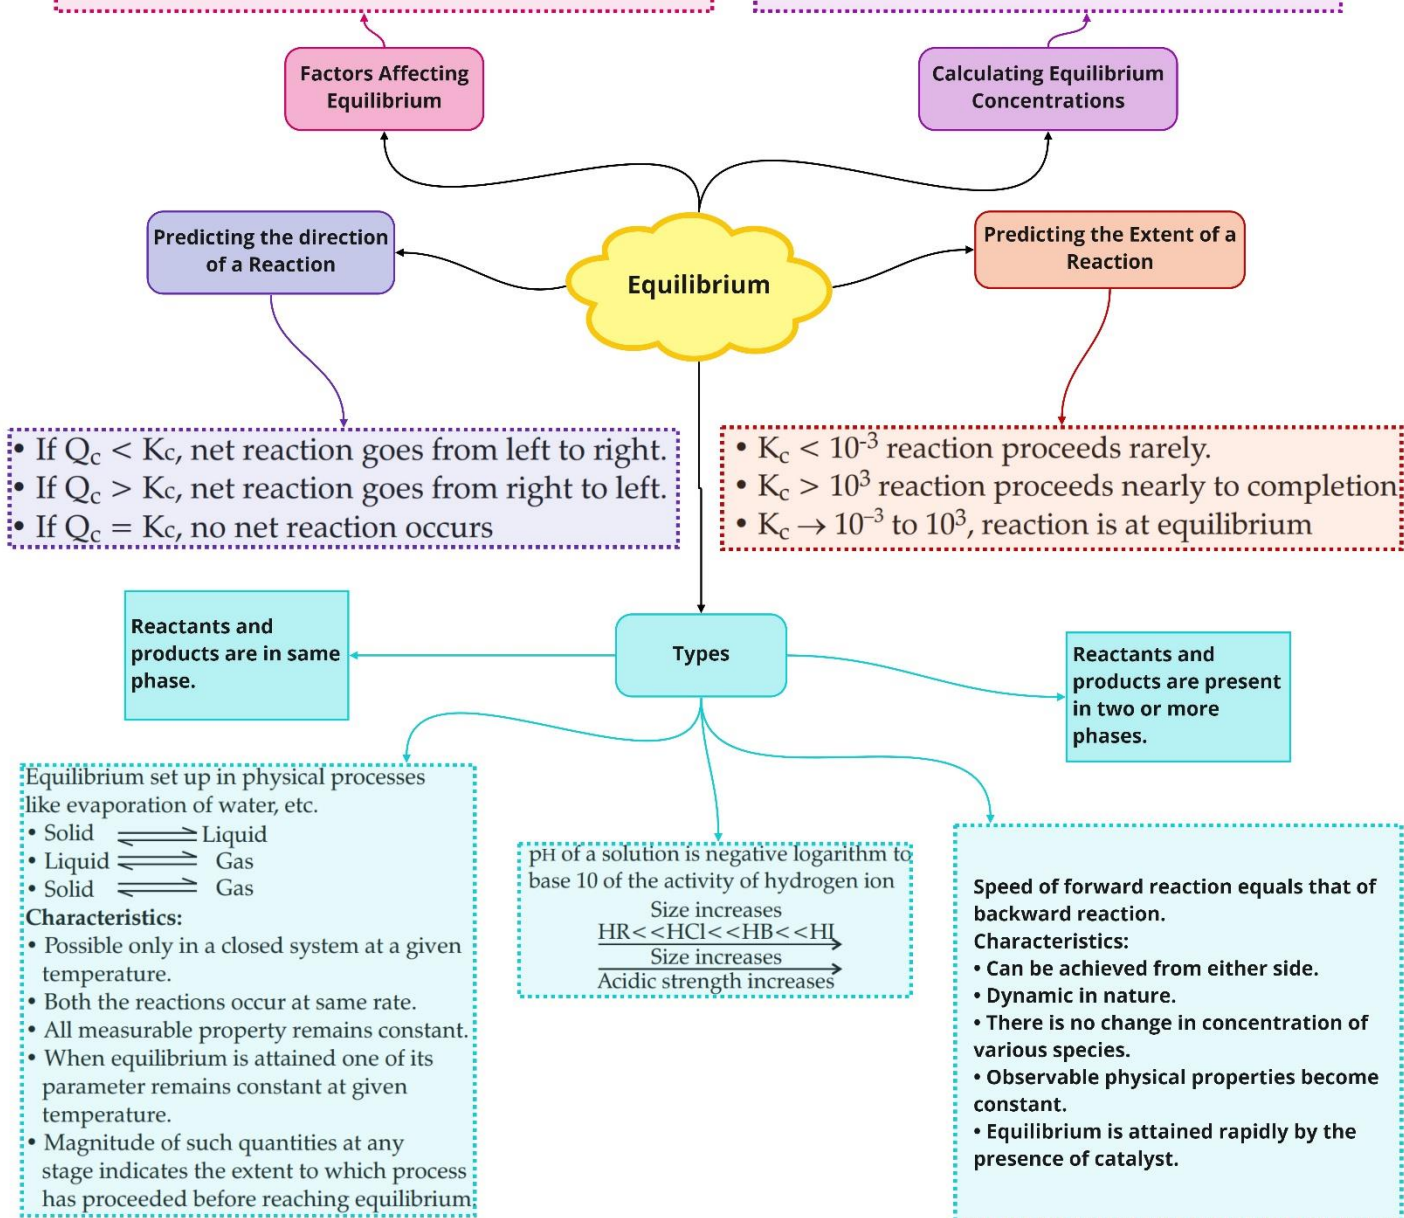 Factors Affecting
Equilibrium
Calculating Equilibrium
Concentrations
Predicting the direction
of a Reaction
Equilibrium
Predicting the Extent of a
Reaction
• If Q_c < Kc, net reaction goes from left to right.
• If Q_c > Kc, net reaction goes from right to left.
• If Q_c = Kc, no net reaction occurs
• K_c < 10^-3 reaction proceeds rarely.
• K_c > 10^3 reaction proceeds nearly to completion
• K_c → 10^–3 to 10^3, reaction is at equilibrium
Reactants and
products are in same
phase.
Types
Reactants and
products are present
in two or more
phases.
Equilibrium set up in physical processes
like evaporation of water, etc.
• Solid ⇌ Liquid
• Liquid ⇌ Gas
• Solid ⇌ Gas
Characteristics:
• Possible only in a closed system at a given
temperature.
• Both the reactions occur at same rate.
• All measurable property remains constant.
• When equilibrium is attained one of its
parameter remains constant at given
temperature.
• Magnitude of such quantities at any
stage indicates the extent to which process
has proceeded before reaching equilibrium
pH of a solution is negative logarithm to
base 10 of the activity of hydrogen ion
Size increases
HR<<HCl<<HB<<HI
Size increases
Acidic strength increases
Speed of forward reaction equals that of
backward reaction.
Characteristics:
• Can be achieved from either side.
• Dynamic in nature.
• There is no change in concentration of
various species.
• Observable physical properties become
constant.
• Equilibrium is attained rapidly by the
presence of catalyst.